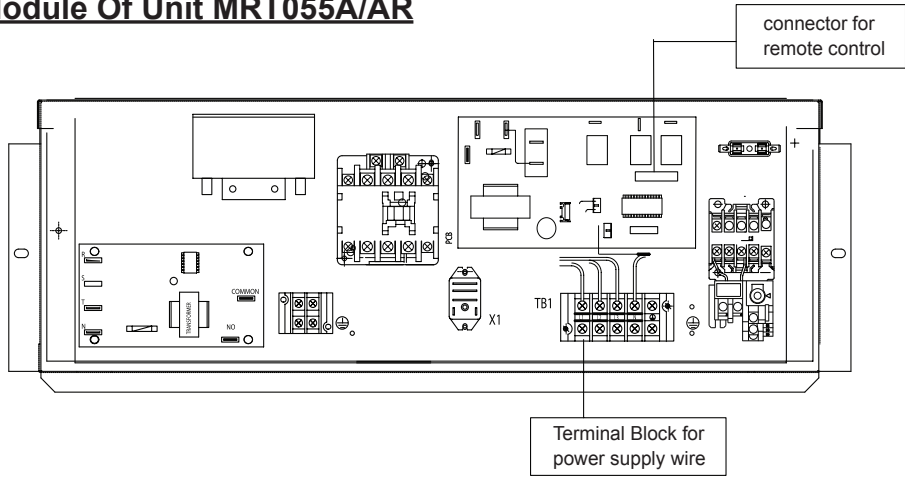 Module Of Unit MRT055A/AR
connector for
remote control
PCB
R
S
T
N
COMMON
TRANSFORMER
NO
X1
TB1
Terminal Block for
power supply wire